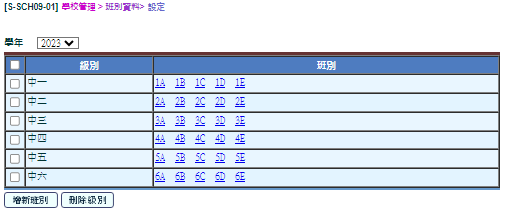 [S-SCH09-01] 學校管理 > 班別資料> 設定
學年 2023
級別 班別
中一 1A 1B 1C 1D 1E
中二 2A 2B 2C 2D 2E
中三 3A 3B 3C 3D 3E
中四 4A 4B 4C 4D 4E
中五 5A 5B 5C 5D 5E
中六 6A 6B 6C 6D 6E
增新班別 刪除級別